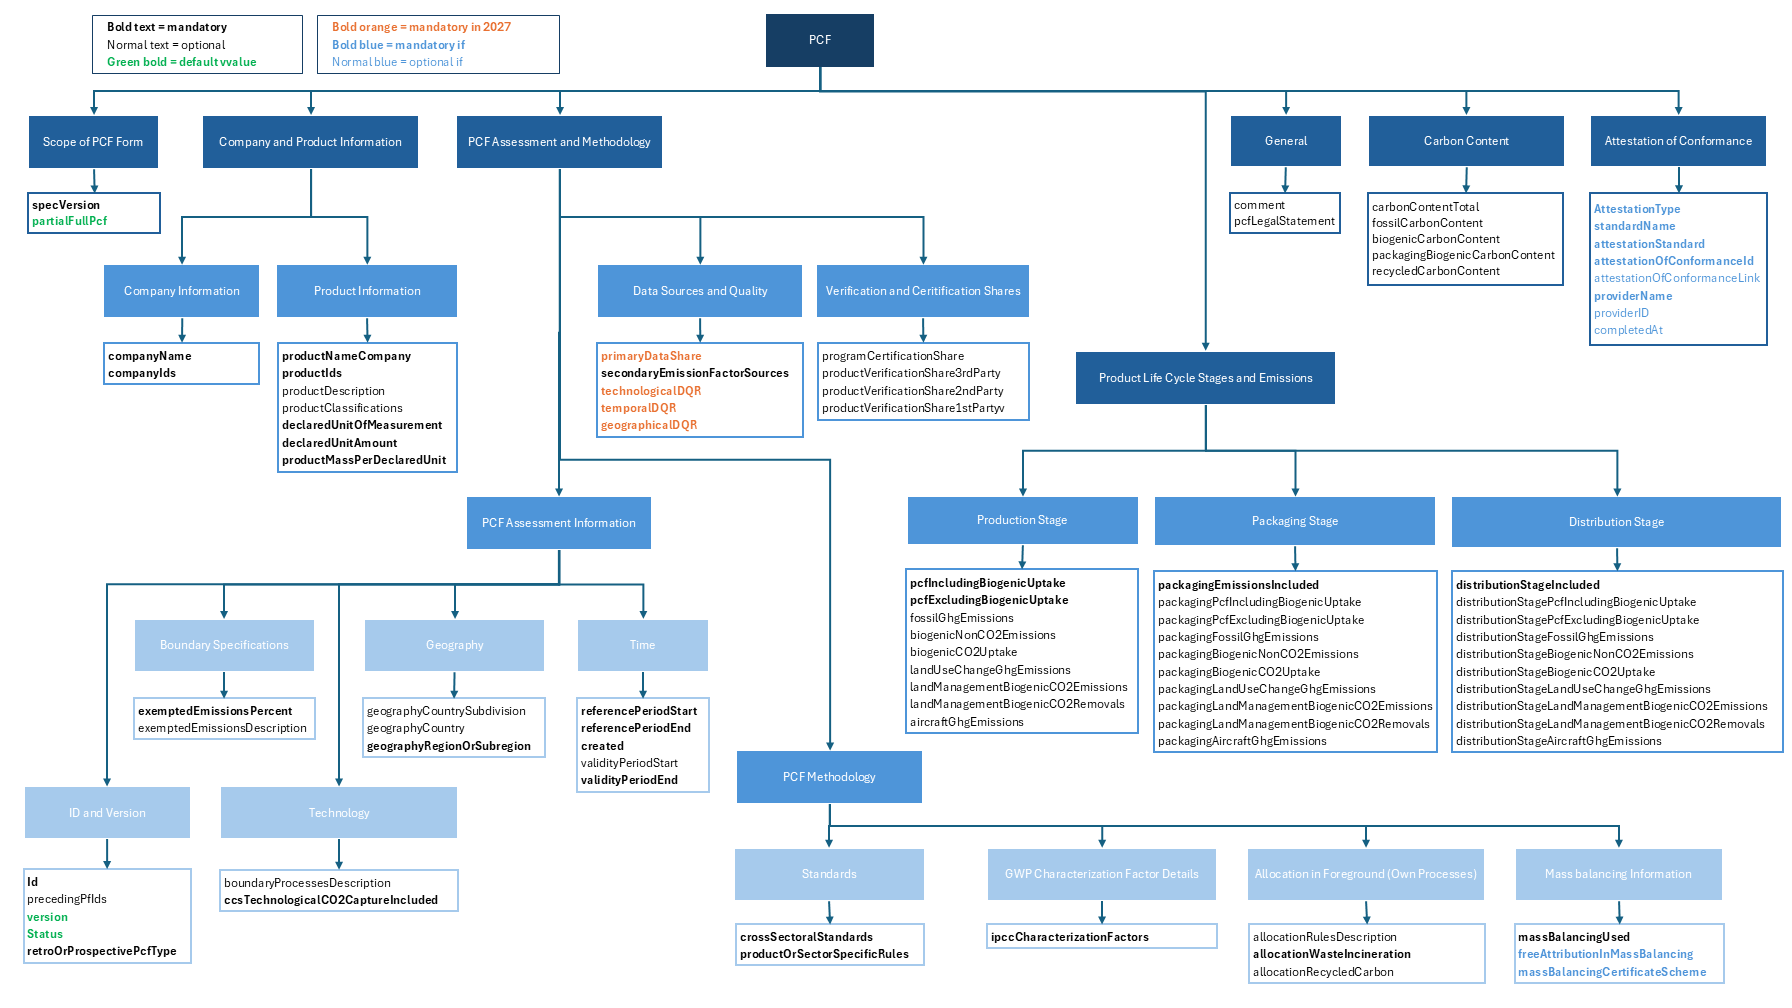 Bold text = mandatory
Normal text = optional
Green bold = default vvalue
Bold orange = mandatory in 2027
Bold blue = mandatory if
Normal blue = optional if
PCF
Scope of PCF Form
Company and Product Information
PCF Assessment and Methodology
General
Carbon Content
Attestation of Conformance
specVersion
partialFullPcf
comment
pcfLegalStatement
carbonContentTotal
fossilCarbonContent
biogenicCarbonContent
packagingBiogenicCarbonContent
recycledCarbonContent
AttestationType
standardName
attestationStandard
attestationOfConformanceId
attestationOfConformanceLink
providerName
providerID
completedAt
Company Information
Product Information
Data Sources and Quality
Verification and Ceritification Shares
companyName
companyIds
productNameCompany
productIds
productDescription
productClassifications
declaredUnitOfMeasurement
declaredUnitAmount
productMassPerDeclaredUnit
primaryDataShare
secondaryEmissionFactorSources
technologicalDQR
temporalDQR
geographicalDQR
programCertificationShare
productVerificationShare3rdParty
productVerificationShare2ndParty
productVerificationShare1stPartyv
Product Life Cycle Stages and Emissions
PCF Assessment Information
Production Stage
Packaging Stage
Distribution Stage
pcfIncludingBiogenicUptake
pcfExcludingBiogenicUptake
fossilGhgEmissions
biogenicNonCO2Emissions
biogenicCO2Uptake
landUseChangeGhgEmissions
landManagementBiogenicCO2Emissions
landManagementBiogenicCO2Removals
aircraftGhgEmissions
packagingEmissionsIncluded
packagingPcfIncludingBiogenicUptake
packagingPcfExcludingBiogenicUptake
packagingFossilGhgEmissions
packagingBiogenicNonCO2Emissions
packagingBiogenicCO2Uptake
packagingLandUseChangeGhgEmissions
packagingLandManagementBiogenicCO2Emissions
packagingLandManagementBiogenicCO2Removals
packagingAircraftGhgEmissions
distributionStageIncluded
distributionStagePcfIncludingBiogenicUptake
distributionStagePcfExcludingBiogenicUptake
distributionStageFossilGhgEmissions
distributionStageBiogenicNonCO2Emissions
distributionStageBiogenicCO2Uptake
distributionStageLandUseChangeGhgEmissions
distributionStageLandManagementBiogenicCO2Emissions
distributionStageLandManagementBiogenicCO2Removals
distributionStageAircraftGhgEmissions
Boundary Specifications
Geography
Time
exemptedEmissionsPercent
exemptedEmissionsDescription
geographyCountrySubdivision
geographyCountry
geographyRegionOrSubregion
referencePeriodStart
referencePeriodEnd
created
validityPeriodStart
validityPeriodEnd
PCF Methodology
ID and Version
Technology
Id
precedingPfIds
version
Status
retroOrProspectivePcfType
boundaryProcessesDescription
ccsTechnologicalCO2CaptureIncluded
Standards
GWP Characterization Factor Details
Allocation in Foreground (Own Processes)
Mass balancing Information
crossSectoralStandards
productOrSectorSpecificRules
ipccCharacterizationFactors
allocationRulesDescription
allocationWasteIncineration
allocationRecycledCarbon
massBalancingUsed
freeAttributionInMassBalancing
massBalancingCertificateScheme